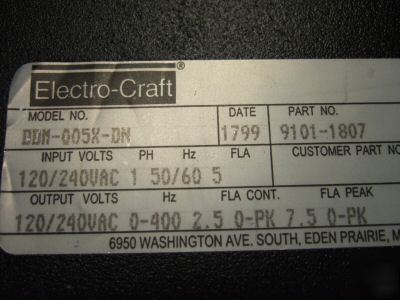 Electro-Craft®
MODEL NO. DATE PART NO.
DDM-005X-DN 1799 9101-1807
INPUT VOLTS PH Hz FLA CUSTOMER PART NO
120/240VAC 1 50/60 5
OUTPUT VOLTS Hz FLA CONT. FLA PEAK
120/240VAC 0-400 2.5 0-PK 7.5 0-PK
6950 WASHINGTON AVE. SOUTH, EDEN PRAIRIE, M